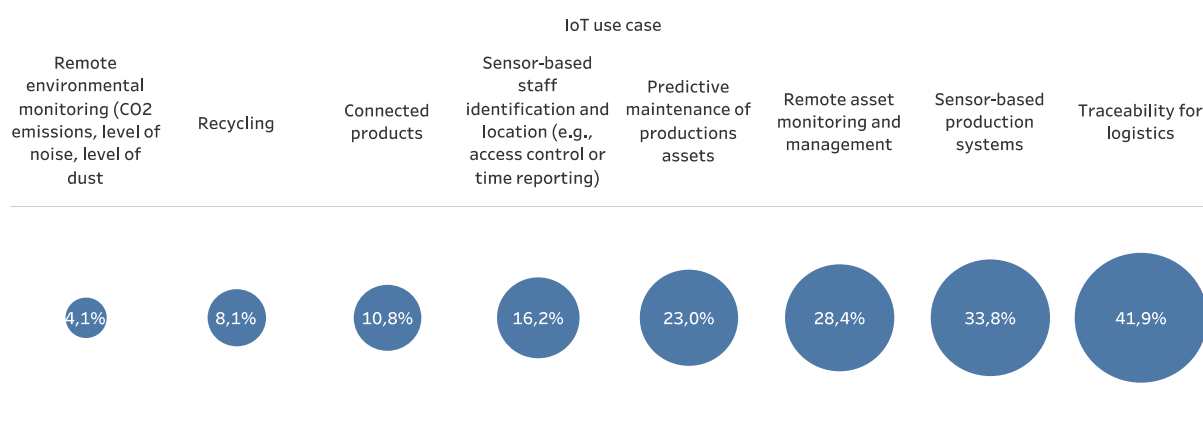 IoT use case
Remote
environmental
monitoring (CO2
emissions, level of
noise, level of
dust
Recycling
Connected
products
Sensor-based
staff
identification and
location (e.g.,
access control or
time reporting)
Predictive
maintenance of
productions
assets
Remote asset
monitoring and
management
Sensor-based
production
systems
Traceability for
logistics
4,1%
8,1%
10,8%
16,2%
23,0%
28,4%
33,8%
41,9%